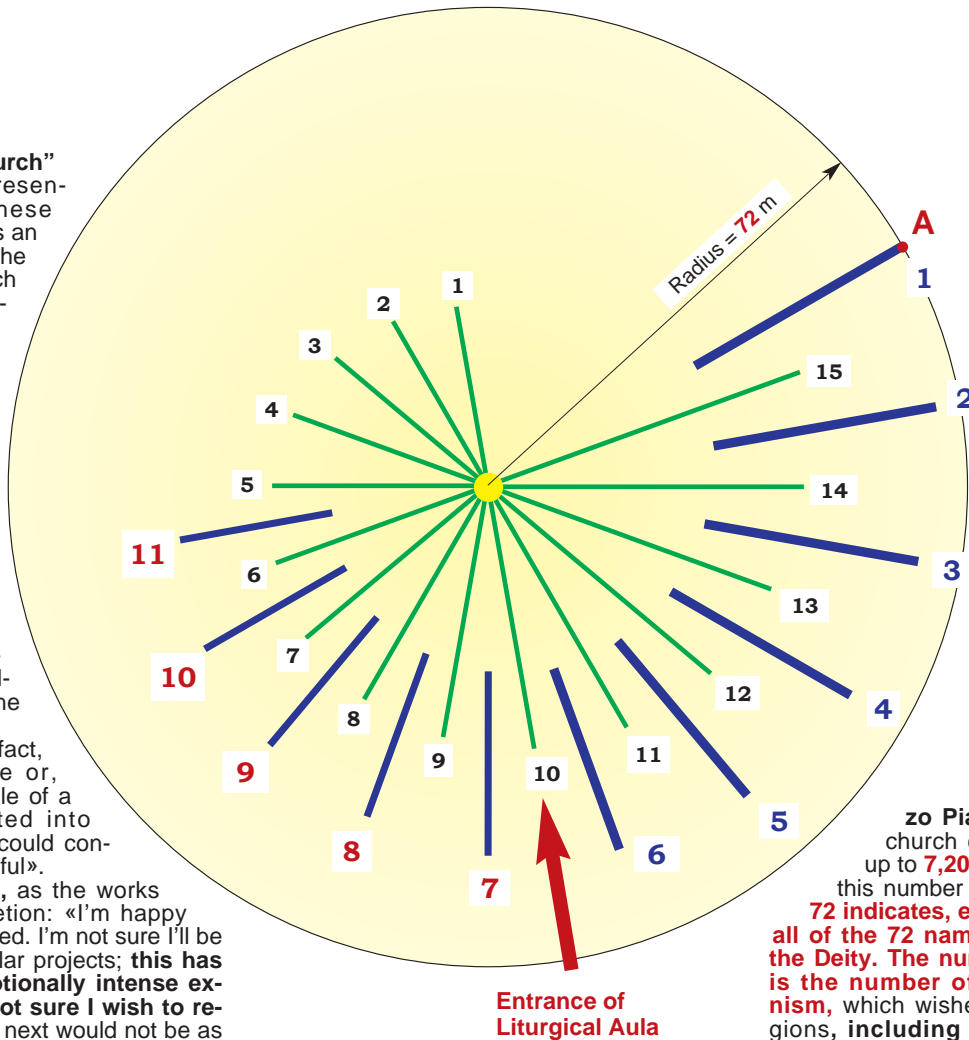 urch”
resen-
hese
s an
he
ch
-
l-
he
fact,
e or,
le of a
ted into
could con-
ful».
, as the works
etion: «I'm happy
ed. I'm not sure I'll be
lar projects; this has
otionally intense ex-
ot sure I wish to re-
next would not be as
Radius = 72 m
A
1
2
3
4
5
6
7
8
9
10
11
1
2
3
4
5
6
7
8
9
10
11
12
13
14
15
Entrance of
Liturgical Aula
zo Pia
church
up to 7,20
this number
72 indicates, e
all of the 72 nam
the Deity. The nu
is the number of
nism, which wishe
gions, including